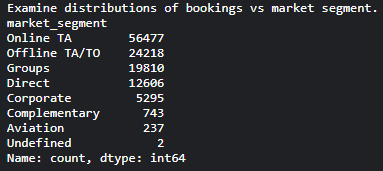 Examine distributions of bookings vs market segment.
market_segment
Online TA 56477
Offline TA/TO 24218
Groups 19810
Direct 12606
Corporate 5295
Complementary 743
Aviation 237
Undefined 2
Name: count, dtype: int64